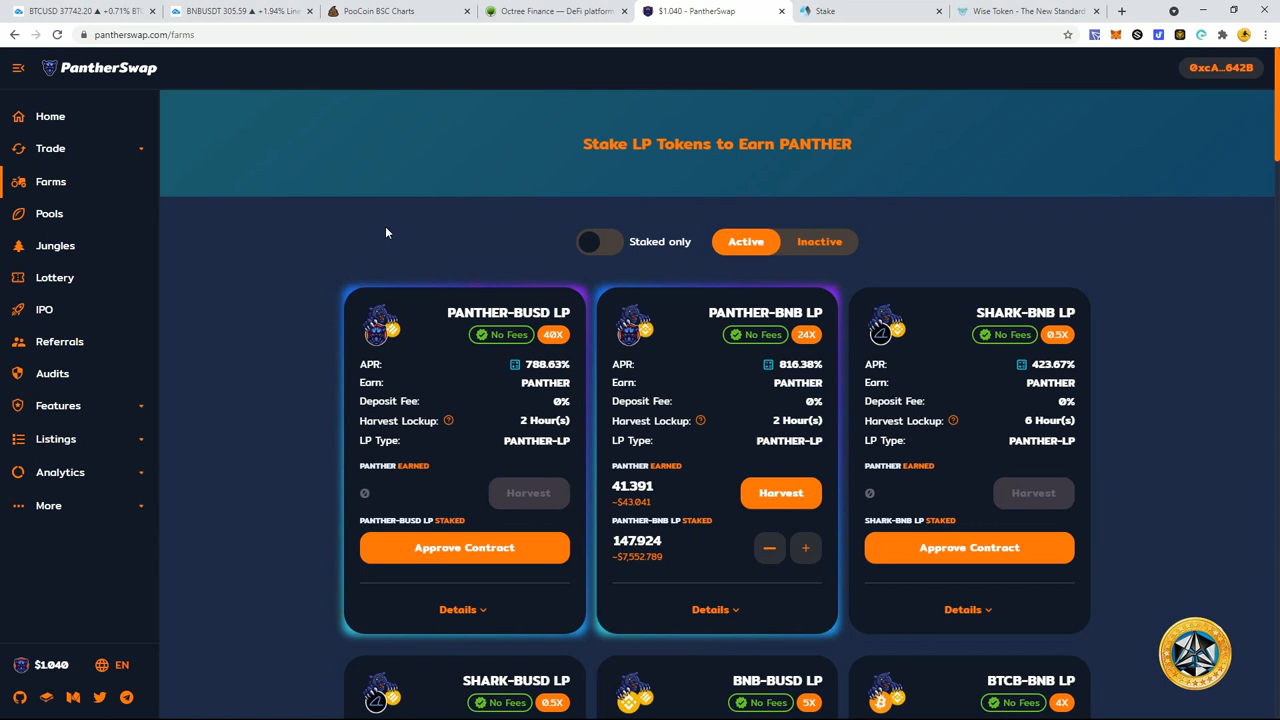 BTCUSD 37742.20 ▲ +0.71% BTC
BNBUSDT 305.59 ▲ +1.94% Line
PooCoin BSC Charts
Octree Finance — DeFi platform
$1.040 - PantherSwap
Stake
Wise Token - The New Standard
pantherswap.com/farms
PantherSwap
0xcA...642B
Home
Trade
Farms
Pools
Jungles
Lottery
IPO
Referrals
Audits
Features
Listings
Analytics
More
$1.040
EN
Stake LP Tokens to Earn PANTHER
Staked only
Active
Inactive
PANTHER-BUSD LP
No Fees
40X
APR:
788.63%
Earn:
PANTHER
Deposit Fee:
0%
Harvest Lockup:
2 Hour(s)
LP Type:
PANTHER-LP
PANTHER EARNED
0
Harvest
PANTHER-BUSD LP STAKED
Approve Contract
Details
PANTHER-BNB LP
No Fees
24X
APR:
816.38%
Earn:
PANTHER
Deposit Fee:
0%
Harvest Lockup:
2 Hour(s)
LP Type:
PANTHER-LP
PANTHER EARNED
41.391
~$43.041
Harvest
PANTHER-BNB LP STAKED
147.924
~$7,552.789
Details
SHARK-BNB LP
No Fees
0.5X
APR:
423.67%
Earn:
PANTHER
Deposit Fee:
0%
Harvest Lockup:
6 Hour(s)
LP Type:
PANTHER-LP
PANTHER EARNED
0
Harvest
SHARK-BNB LP STAKED
Approve Contract
Details
SHARK-BUSD LP
No Fees
0.5X
BNB-BUSD LP
No Fees
5X
BTCB-BNB LP
No Fees
4X